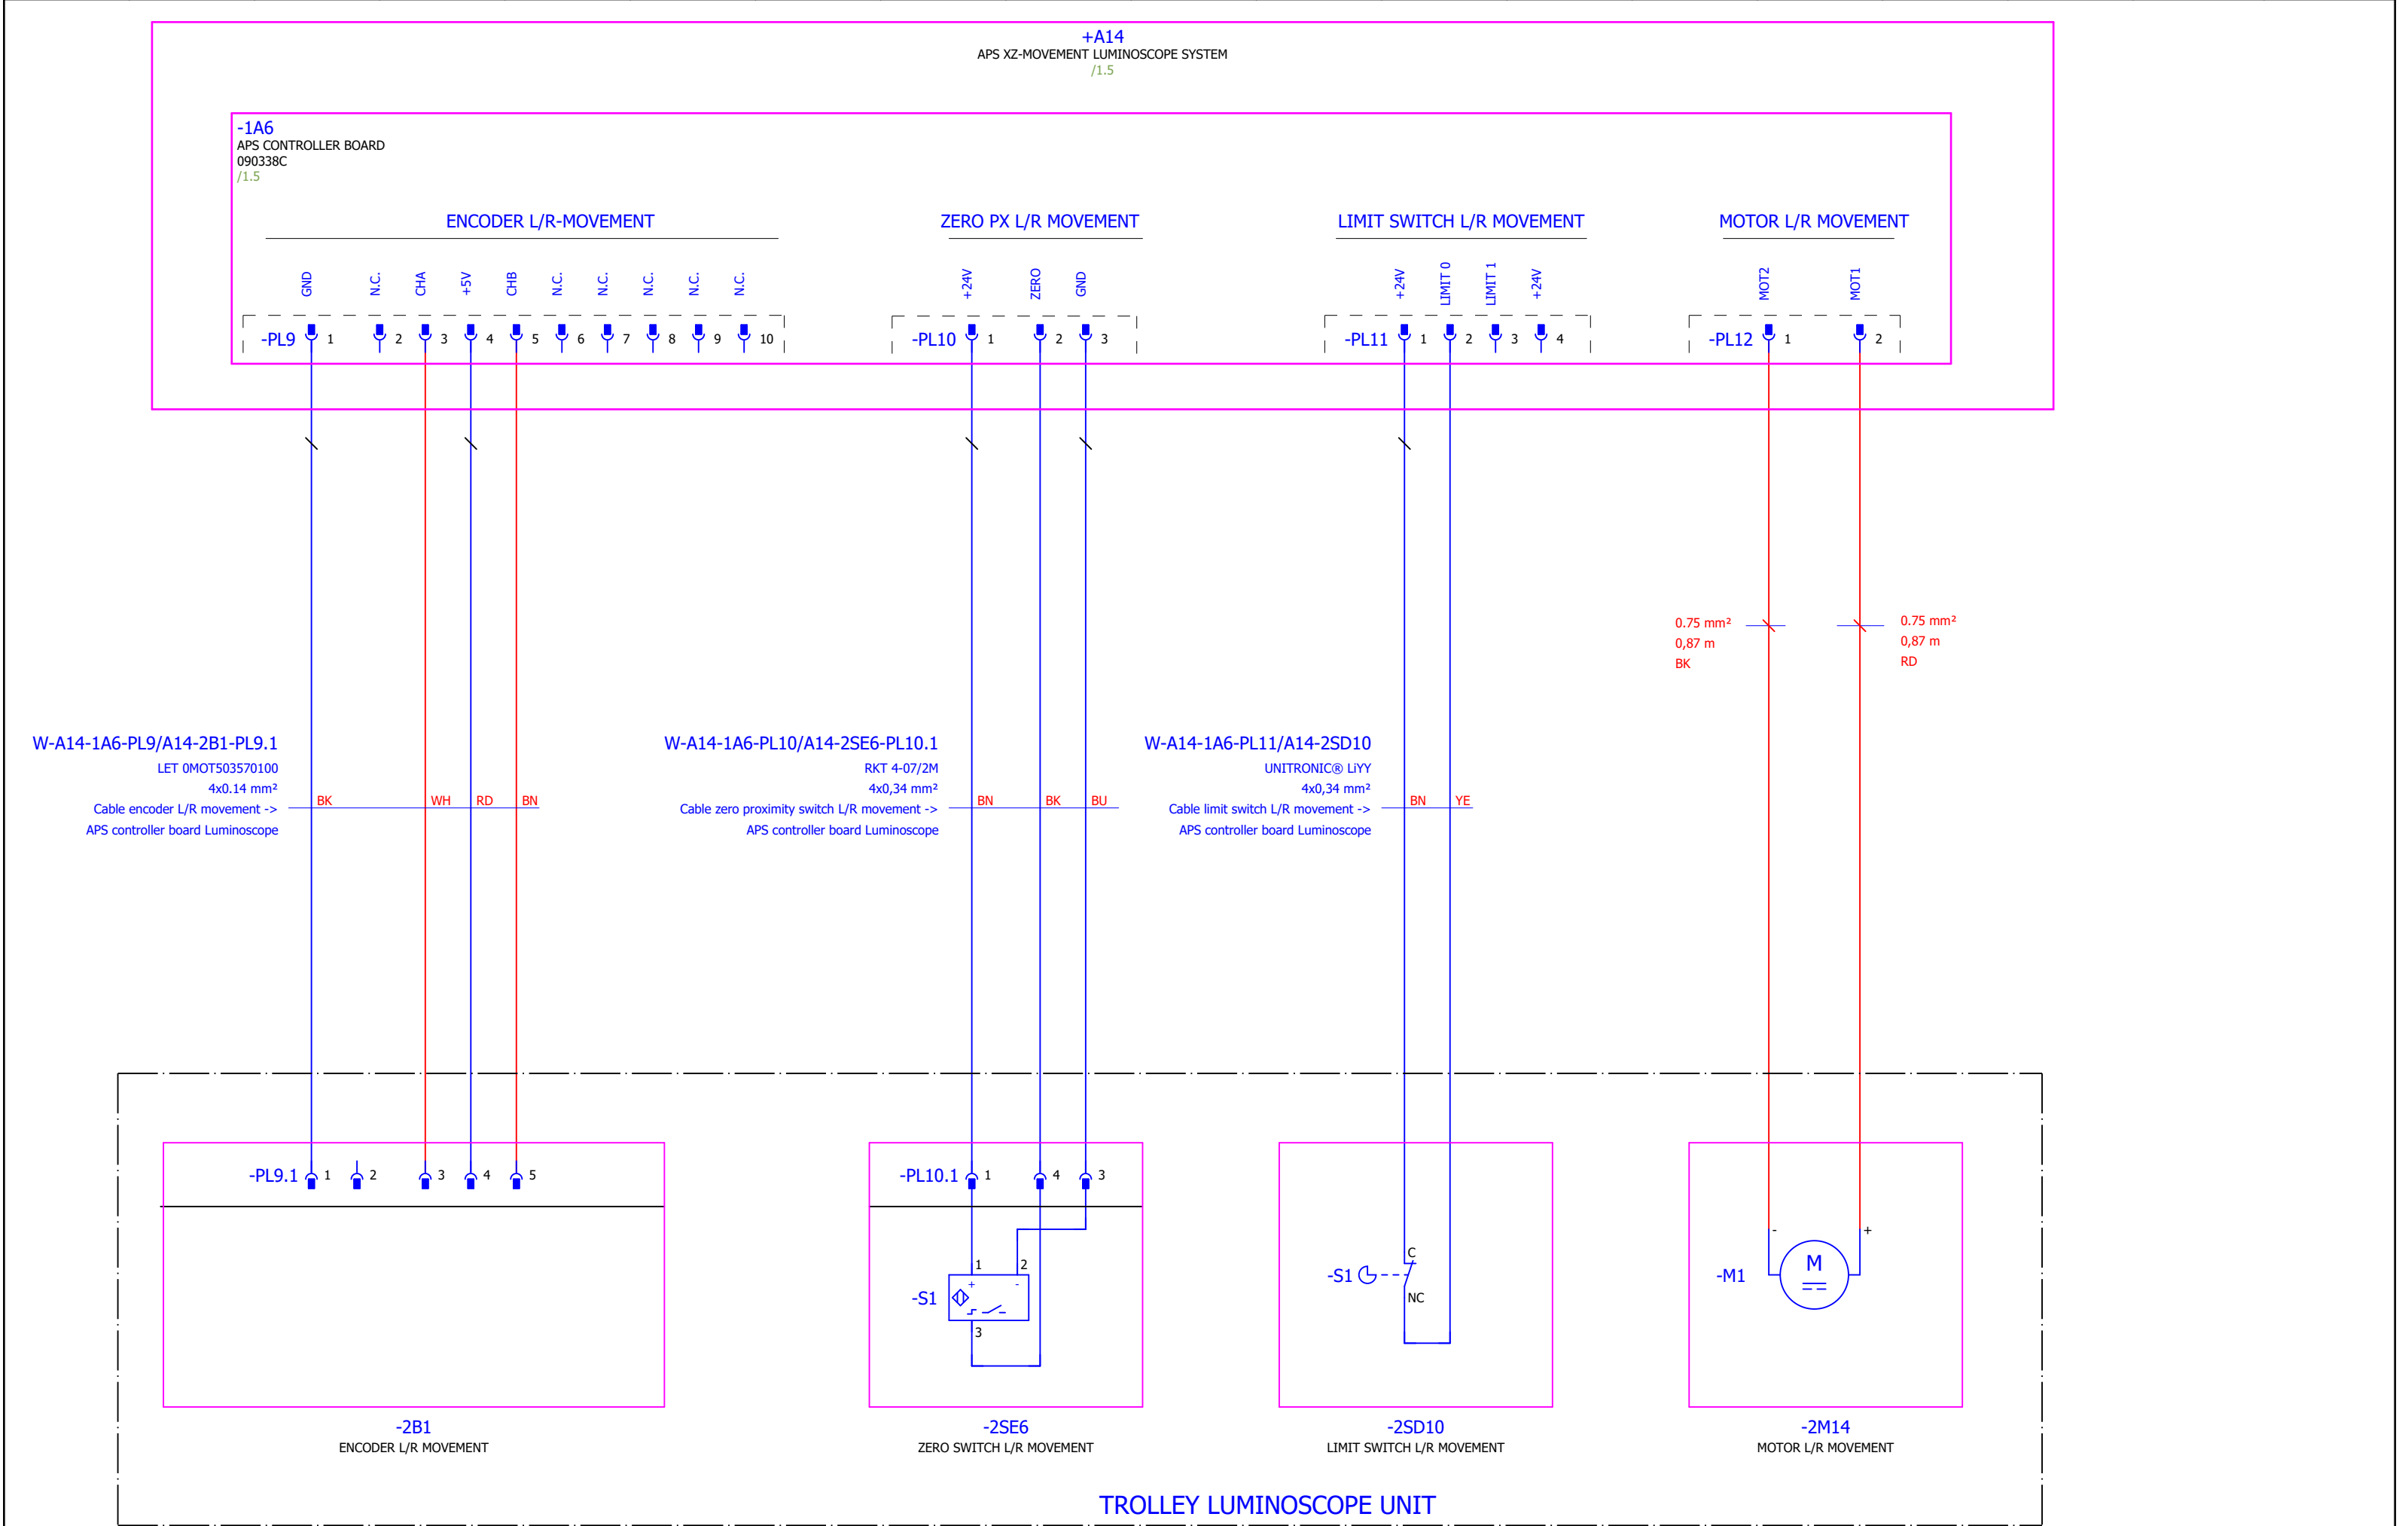 +A14
APS XZ-MOVEMENT LUMINOSCOPE SYSTEM
/1.5
-1A6
APS CONTROLLER BOARD
090338C
/1.5
ENCODER L/R-MOVEMENT
ZERO PX L/R MOVEMENT
LIMIT SWITCH L/R MOVEMENT
MOTOR L/R MOVEMENT
GND N.C. CHA +5V CHB N.C. N.C. N.C. N.C. N.C.
+24V ZERO GND
+24V LIMIT 0 LIMIT 1 +24V
MOT2 MOT1
-PL9 1 2 3 4 5 6 7 8 9 10
-PL10 1 2 3
-PL11 1 2 3 4
-PL12 1 2
0.75 mm²
0,87 m
BK
0.75 mm²
0,87 m
RD
W-A14-1A6-PL9/A14-2B1-PL9.1
LET 0MOT503570100
4x0.14 mm²
Cable encoder L/R movement ->
APS controller board Luminoscope
BK WH RD BN
W-A14-1A6-PL10/A14-2SE6-PL10.1
RKT 4-07/2M
4x0,34 mm²
Cable zero proximity switch L/R movement ->
APS controller board Luminoscope
BN BK BU
W-A14-1A6-PL11/A14-2SD10
UNITRONIC® LiYY
4x0,34 mm²
Cable limit switch L/R movement ->
APS controller board Luminoscope
BN YE
-PL9.1 1 2 3 4 5
-PL10.1 1 4 3
1 2
+ -
-S1
3
C
-S1
NC
- +
M
-M1
-2B1
ENCODER L/R MOVEMENT
-2SE6
ZERO SWITCH L/R MOVEMENT
-2SD10
LIMIT SWITCH L/R MOVEMENT
-2M14
MOTOR L/R MOVEMENT
TROLLEY LUMINOSCOPE UNIT